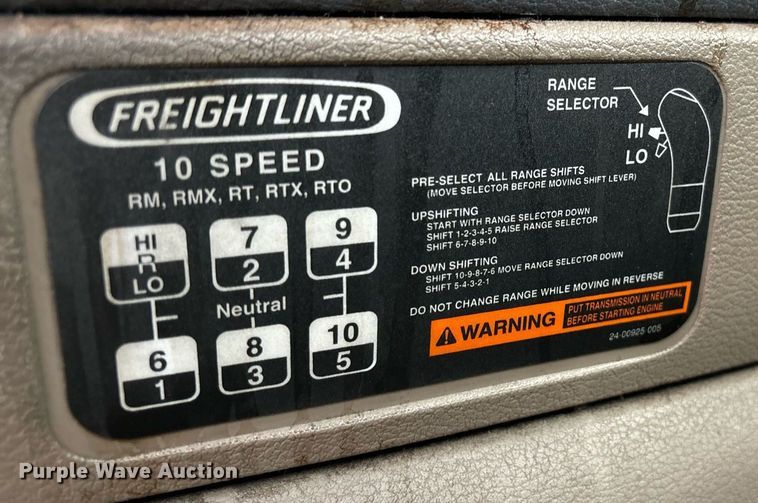 FREIGHTLINER
10 SPEED
RM, RMX, RT, RTX, RTO
HI
R
LO
7
2
9
4
Neutral
6
1
8
3
10
5
RANGE
SELECTOR
HI
LO
PRE-SELECT ALL RANGE SHIFTS
(MOVE SELECTOR BEFORE MOVING SHIFT LEVER)
UPSHIFTING
START WITH RANGE SELECTOR DOWN
SHIFT 1-2-3-4-5 RAISE RANGE SELECTOR
SHIFT 6-7-8-9-10
DOWN SHIFTING
SHIFT 10-9-8-7-6 MOVE RANGE SELECTOR DOWN
SHIFT 5-4-3-2-1
DO NOT CHANGE RANGE WHILE MOVING IN REVERSE
WARNING
PUT TRANSMISSION IN NEUTRAL
BEFORE STARTING ENGINE
24-00925 005
Purple Wave Auction